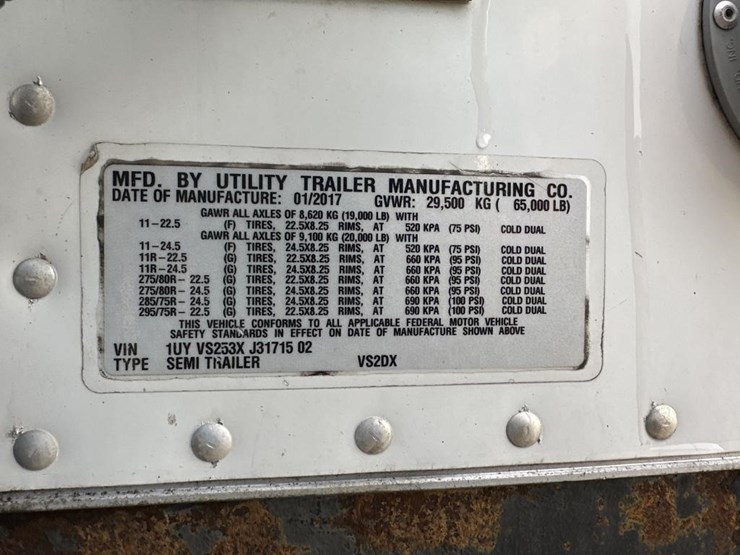 MFD. BY UTILITY TRAILER MANUFACTURING CO.
DATE OF MANUFACTURE: 01/2017 GVWR: 29,500 KG ( 65,000 LB)
GAWR ALL AXLES OF 8,620 KG (19,000 LB) WITH
11-22.5 (F) TIRES, 22.5X8.25 RIMS, AT 520 KPA (75 PSI) COLD DUAL
GAWR ALL AXLES OF 9,100 KG (20,000 LB) WITH
11-24.5 (F) TIRES, 24.5X8.25 RIMS, AT 520 KPA (75 PSI) COLD DUAL
11R-22.5 (G) TIRES, 22.5X8.25 RIMS, AT 660 KPA (95 PSI) COLD DUAL
11R-24.5 (G) TIRES, 24.5X8.25 RIMS, AT 660 KPA (95 PSI) COLD DUAL
275/80R- 22.5 (G) TIRES, 22.5X8.25 RIMS, AT 660 KPA (95 PSI) COLD DUAL
275/80R- 24.5 (G) TIRES, 24.5X8.25 RIMS, AT 660 KPA (95 PSI) COLD DUAL
285/75R- 24.5 (G) TIRES, 24.5X8.25 RIMS, AT 690 KPA (100 PSI) COLD DUAL
295/75R- 22.5 (G) TIRES, 22.5X8.25 RIMS, AT 690 KPA (100 PSI) COLD DUAL
THIS VEHICLE CONFORMS TO ALL APPLICABLE FEDERAL MOTOR VEHICLE
SAFETY STANDARDS IN EFFECT ON DATE OF MANUFACTURE SHOWN ABOVE
VIN 1UY VS253X J31715 02
TYPE SEMI TRAILER VS2DX